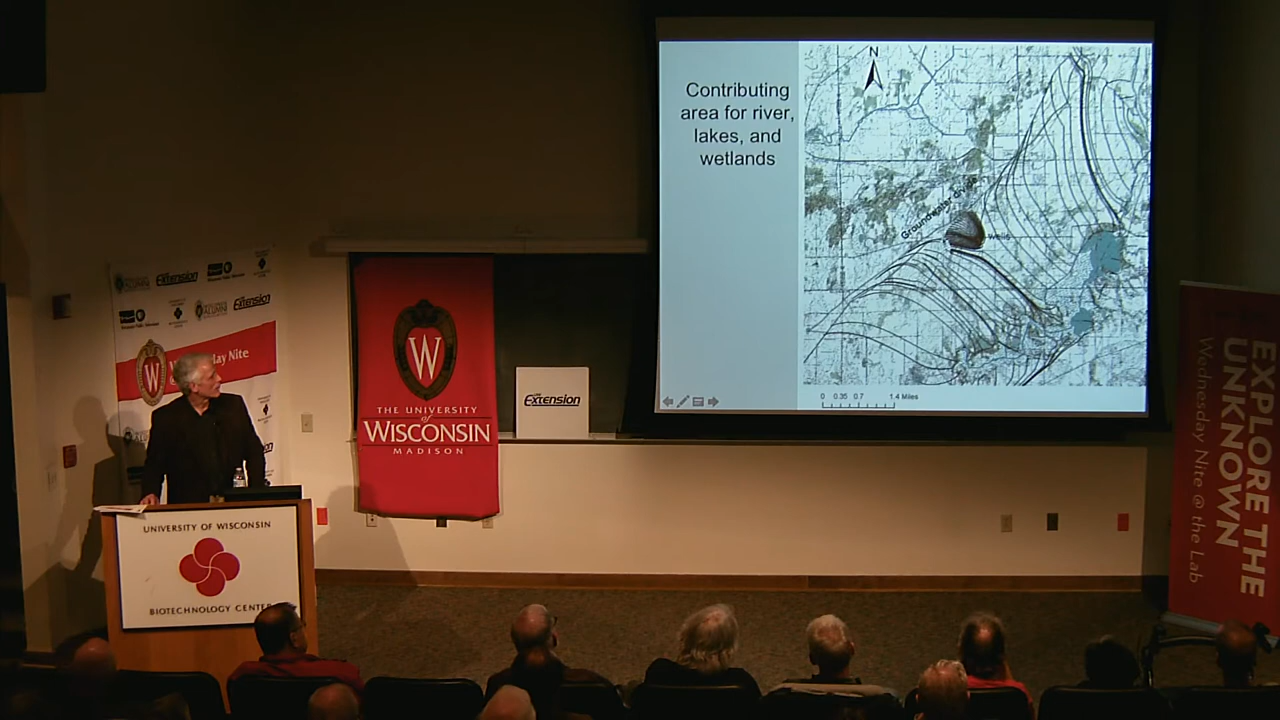 Contributing
area for river,
lakes, and
wetlands
N
Groundwater divide
wells
0 0.35 0.7 1.4 Miles
Extension
Extension
Wednesday Nite
W
THE UNIVERSITY
of
WISCONSIN
MADISON
Extension
UNIVERSITY OF WISCONSIN
BIOTECHNOLOGY CENTER
EXPLORE THE
UNKNOWN
Wednesday Nite @ the Lab